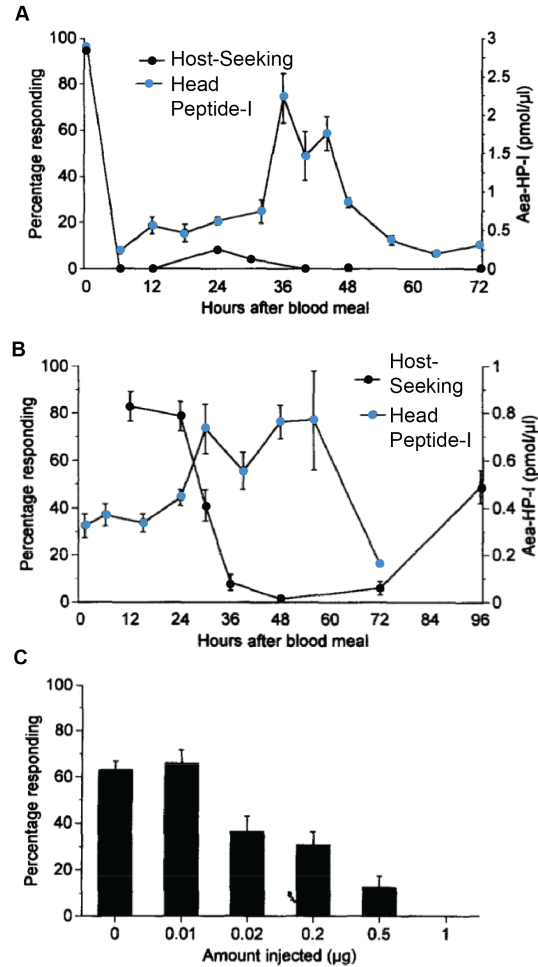 A
Percentage responding
100
80
60
40
20
0
Host-Seeking
Head
Peptide-I
3
2.5
2
1.5
1
0.5
0
Aea-HP-I (pmol/µl)
0 12 24 36 48 60 72
Hours after blood meal
B
Percentage responding
100
80
60
40
20
0
Host-
Seeking
Head
Peptide-I
1
0.8
0.6
0.4
0.2
0
Aea-HP-I (pmol/µl)
0 12 24 36 48 60 72 84 96
Hours after blood meal
C
Percentage responding
100
80
60
40
20
0
0 0.01 0.02 0.2 0.5 1
Amount injected (µg)